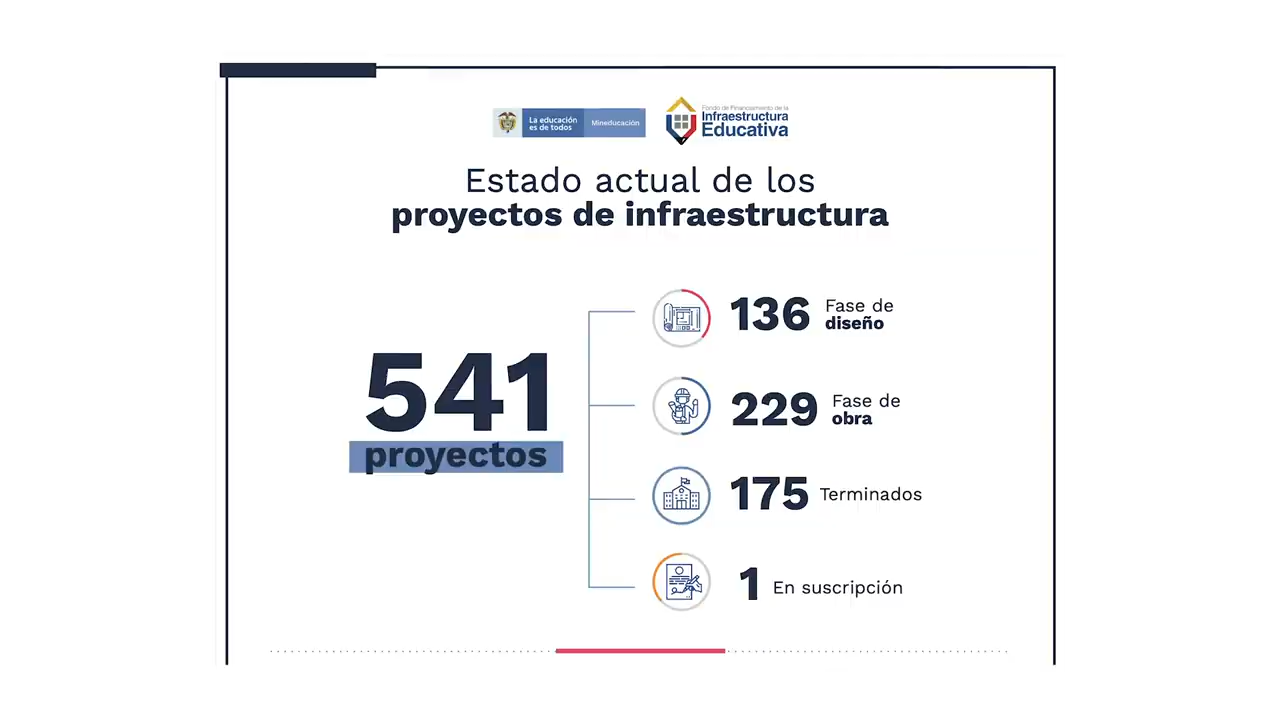 La educación
es de todos
Mineducación
Fondo de Financiamiento de la
Infraestructura
Educativa
Estado actual de los
proyectos de infraestructura
541
proyectos
136 Fase de
diseño
229 Fase de
obra
175 Terminados
1 En suscripción